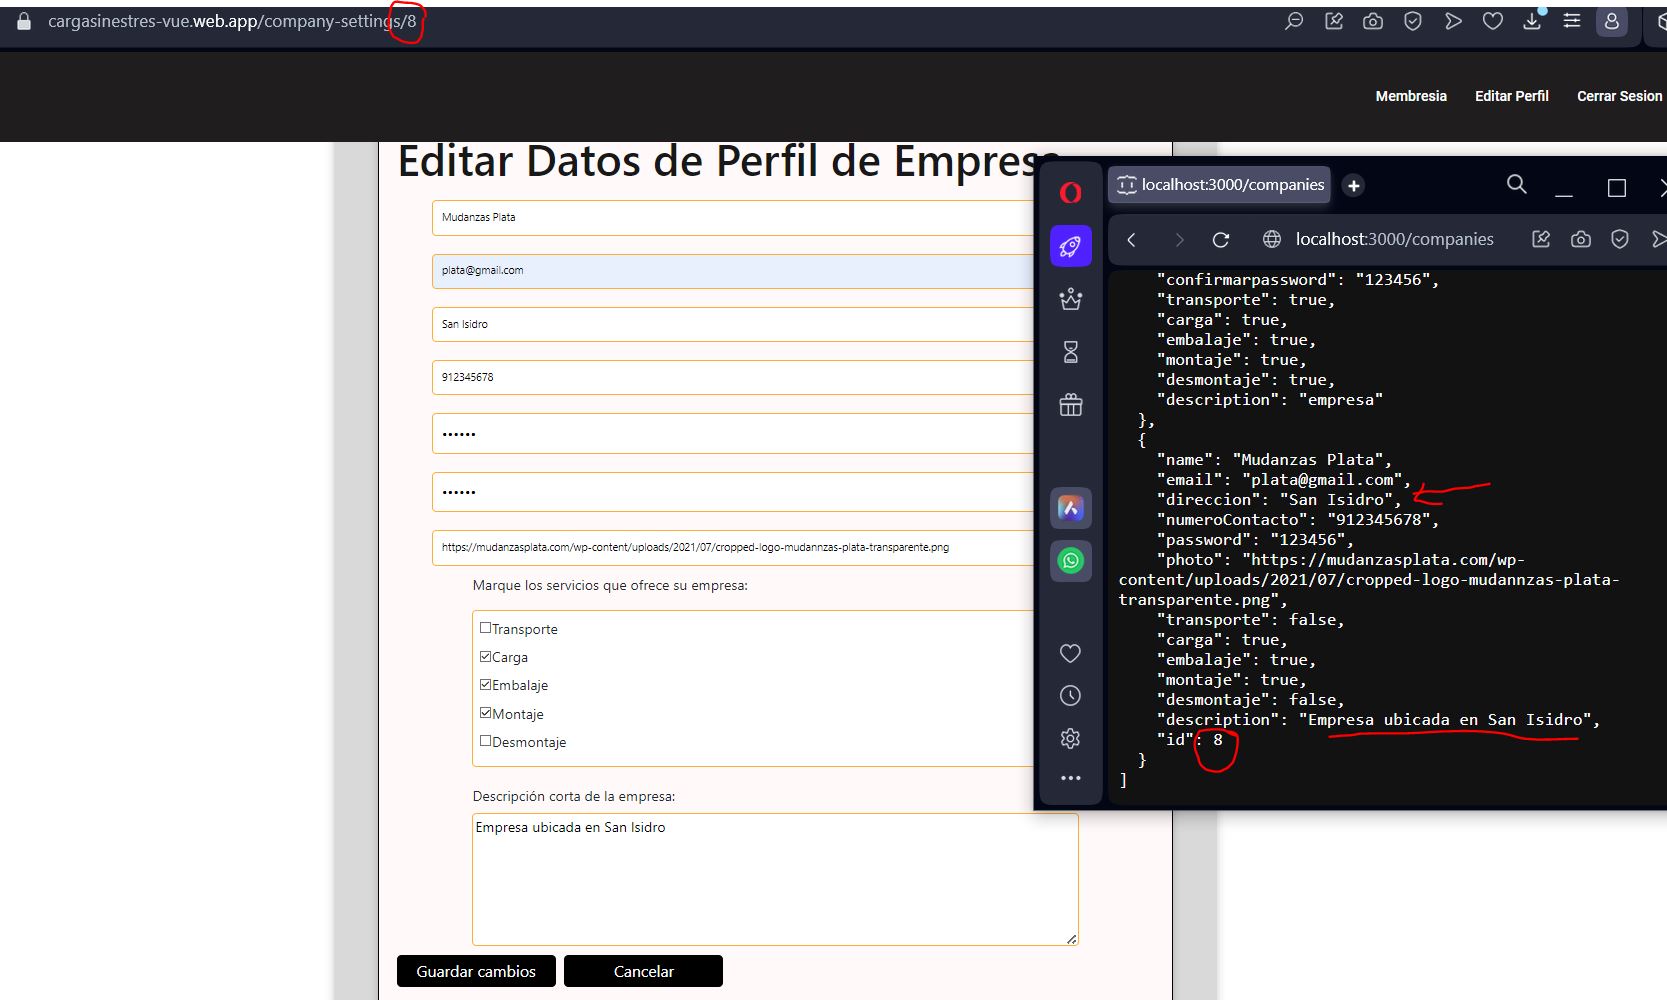 cargasinestres-vue.web.app/company-settings/8
Membresia Editar Perfil Cerrar Sesion
Editar Datos de Perfil de Empresa
Mudanzas Plata
plata@gmail.com
San Isidro
912345678
••••••
••••••
https://mudanzasplata.com/wp-content/uploads/2021/07/cropped-logo-mudannzas-plata-transparente.png
Marque los servicios que ofrece su empresa:
Transporte
Carga
Embalaje
Montaje
Desmontaje
Descripción corta de la empresa:
Empresa ubicada en San Isidro
Guardar cambios Cancelar
localhost:3000/companies
localhost:3000/companies
"confirmarpassword": "123456",
"transporte": true,
"carga": true,
"embalaje": true,
"montaje": true,
"desmontaje": true,
"description": "empresa"
},
{
"name": "Mudanzas Plata",
"email": "plata@gmail.com",
"direccion": "San Isidro",
"numeroContacto": "912345678",
"password": "123456",
"photo": "https://mudanzasplata.com/wp-
content/uploads/2021/07/cropped-logo-mudannzas-plata-
transparente.png",
"transporte": false,
"carga": true,
"embalaje": true,
"montaje": true,
"desmontaje": false,
"description": "Empresa ubicada en San Isidro",
"id": 8
}
]